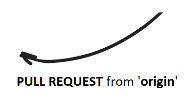 PULL REQUEST from 'origin'